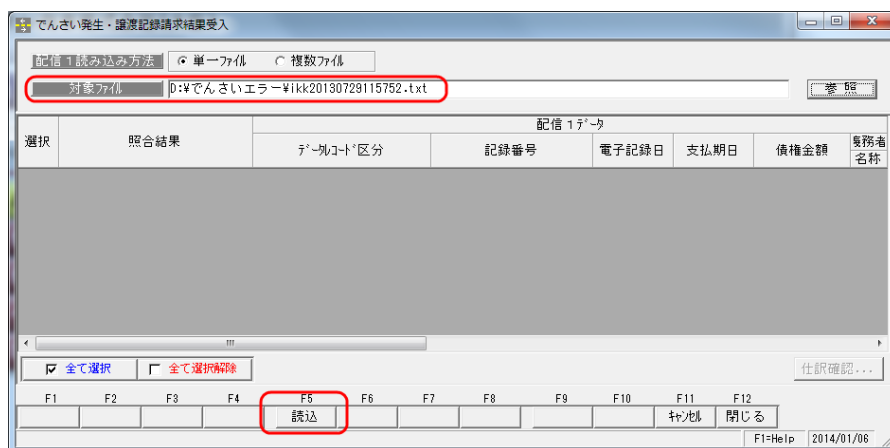 でんさい発生・譲渡記録請求結果受入
配信1読み込み方法 単一ファイル 複数ファイル
対象ファイル D:¥でんさいエラー¥ikk20130729115752.txt 参照
配信1データ
選択 照合結果 データレコード区分 記録番号 電子記録日 支払期日 債権金額 務者
名称
全て選択 全て選択解除 仕訳確認...
F1 F2 F3 F4 F5 F6 F7 F8 F9 F10 F11 F12
読込 キャンセル 閉じる
F1=Help 2014/01/06